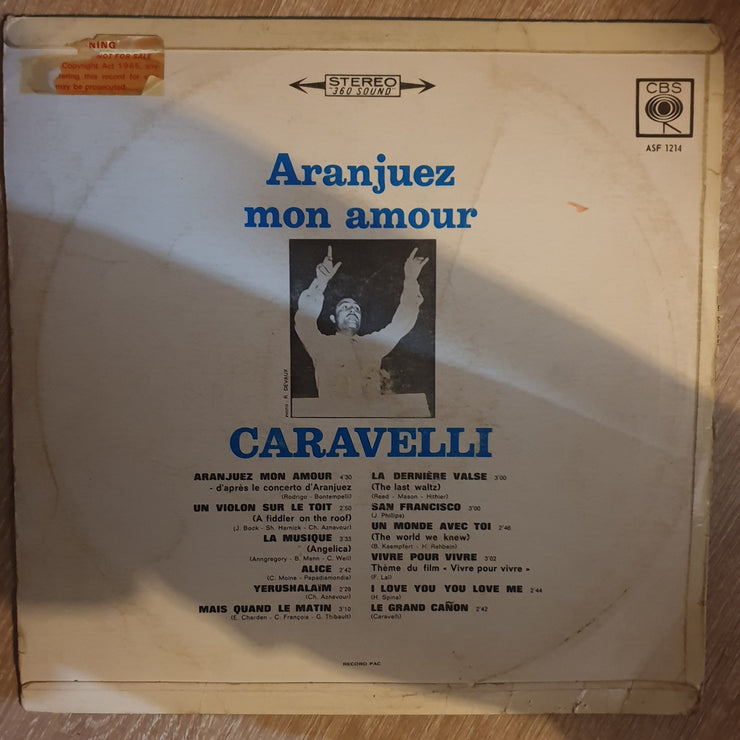 NING
NOT FOR SALE
Copyright Act 1965, any
ering this record for
may be prosecuted.
STEREO
"360 SOUND"
CBS
ASF 1214
Aranjuez
mon amour
PHOTO : R. DEVAUX
CARAVELLI
ARANJUEZ MON AMOUR 4'30
- d'après le concerto d'Aranjuez
(Rodrigo - Bontempelli)
UN VIOLON SUR LE TOIT 2'50
(A fiddler on the roof)
(J. Bock - Sh. Harnick - Ch. Aznavour)
LA MUSIQUE 3'33
(Angelica)
(Anngregory - B. Mann - C. Weil)
ALICE 2'42
(C. Moine - Papadiamondis)
YERUSHALAÏM 2'28
(Ch. Aznavour)
MAIS QUAND LE MATIN 3'10
(E. Charden - C. François - G. Thibault)
LA DERNIÈRE VALSE 3'00
(The last waltz)
(Reed - Mason - Hithier)
SAN FRANCISCO 3'00
(J. Phillips)
UN MONDE AVEC TOI 2'46
(The world we knew)
(B. Kaempfert - H. Rehbein)
VIVRE POUR VIVRE 3'02
Thème du film « Vivre pour vivre »
(F. Lai)
I LOVE YOU YOU LOVE ME 2'44
(H. Spina)
LE GRAND CAÑON 2'42
(Caravelli)
RECORD PAC